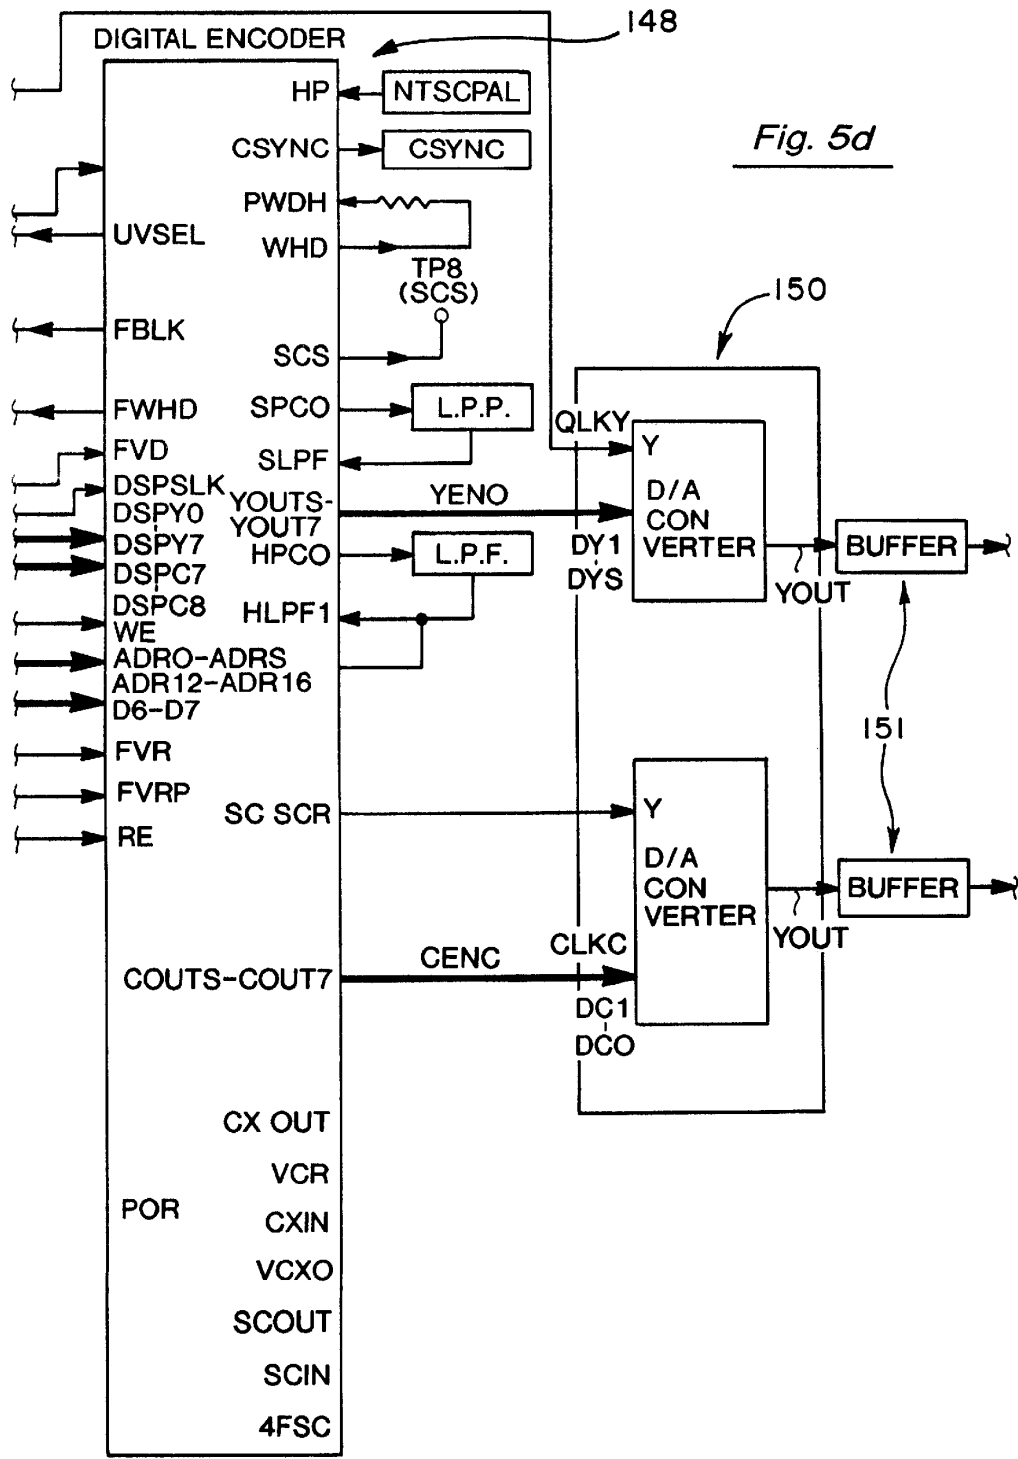 148
DIGITAL ENCODER
HP
NTSCPAL
Fig. 5d
CSYNC
CSYNC
PWDH
UVSEL
WHD
TP8
(SCS)
150
FBLK
SCS
FWHD
SPCO
L.P.P.
QLKY
Y
FVD
SLPF
DSPSLK
YOUTS-
YOUT7
YENO
D/A
CON
VERTER
DSPY0
DSPY7
HPCO
L.P.F.
DY1
DYS
YOUT
BUFFER
DSPC7
DSPC8
HLPF1
WE
ADRO-ADRS
ADR12-ADR16
D6-D7
151
FVR
FVRP
SC SCR
Y
RE
D/A
CON
VERTER
YOUT
BUFFER
CLKC
COUTS-COUT7
CENC
DC1
DCO
CX OUT
VCR
POR
CXIN
VCXO
SCOUT
SCIN
4FSC